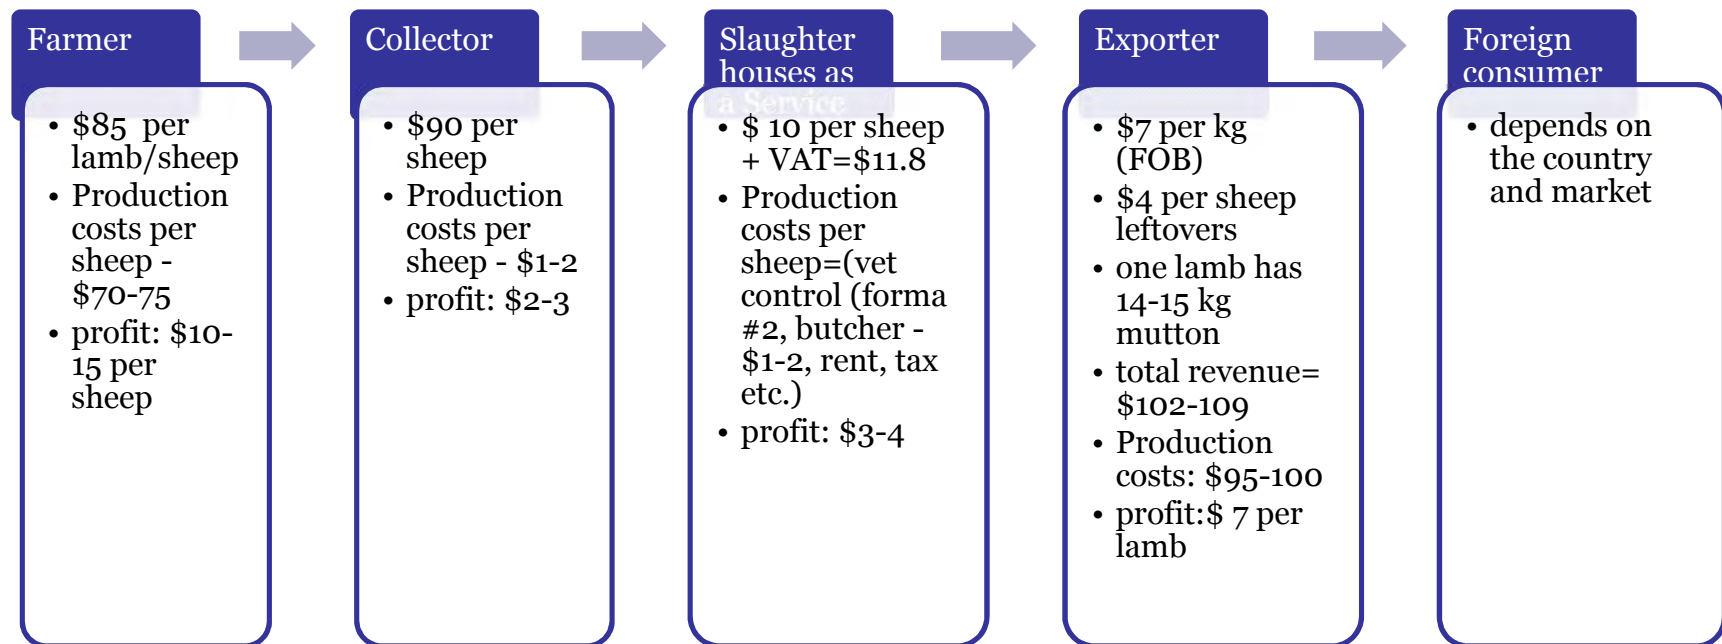 Farmer
• $85 per
lamb/sheep
• Production
costs per
sheep -
$70-75
• profit: $10-
15 per
sheep
Collector
• $90 per
sheep
• Production
costs per
sheep - $1-2
• profit: $2-3
Slaughter
houses as
a Service
• $ 10 per sheep
+ VAT=$11.8
• Production
costs per
sheep=(vet
control (forma
#2, butcher -
$1-2, rent, tax
etc.)
• profit: $3-4
Exporter
• $7 per kg
(FOB)
• $4 per sheep
leftovers
• one lamb has
14-15 kg
mutton
• total revenue=
$102-109
• Production
costs: $95-100
• profit:$ 7 per
lamb
Foreign
consumer
• depends on
the country
and market